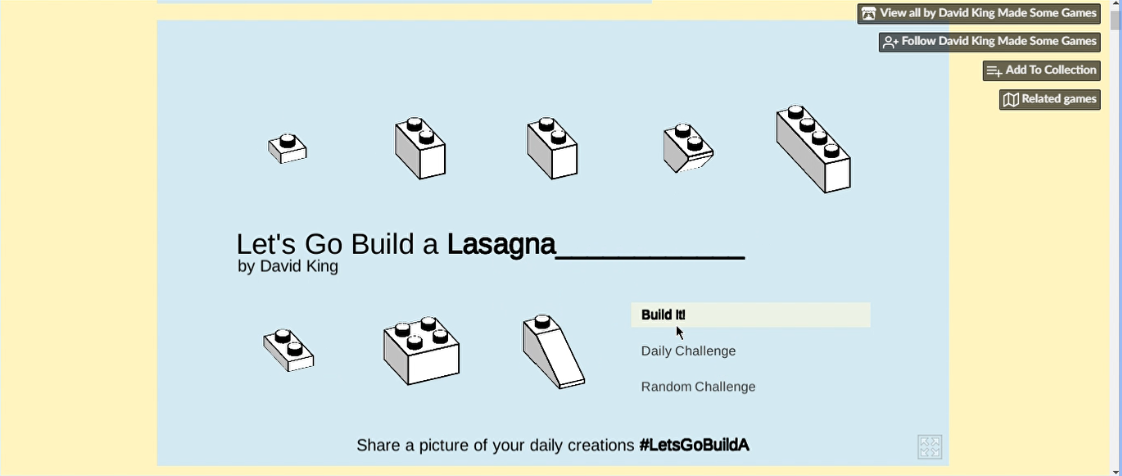 View all by David King Made Some Games
Follow David King Made Some Games
Add To Collection
Related games
Let's Go Build a Lasagna____________
by David King
Build It!
Daily Challenge
Random Challenge
Share a picture of your daily creations #LetsGoBuildA